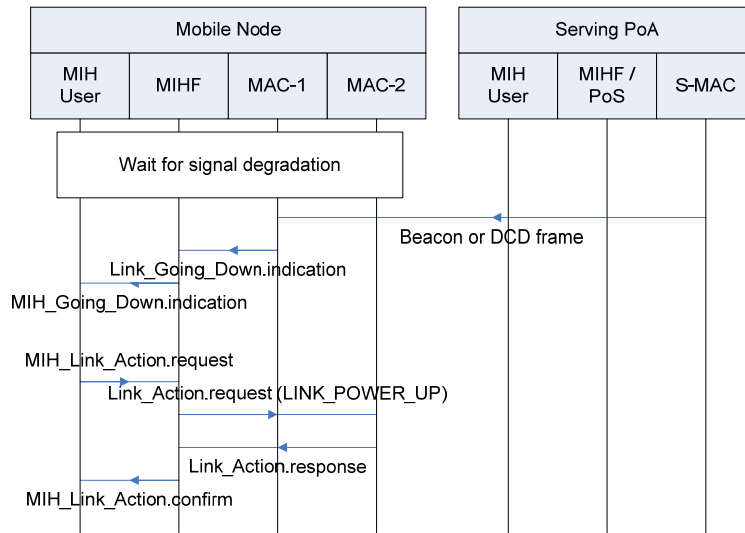 Mobile Node
Serving PoA
MIH
User
MIHF
MAC-1
MAC-2
MIH
User
MIHF /
PoS
S-MAC
Wait for signal degradation
Beacon or DCD frame
Link_Going_Down.indication
MIH_Going_Down.indication
MIH_Link_Action.request
Link_Action.request (LINK_POWER_UP)
Link_Action.response
MIH_Link_Action.confirm